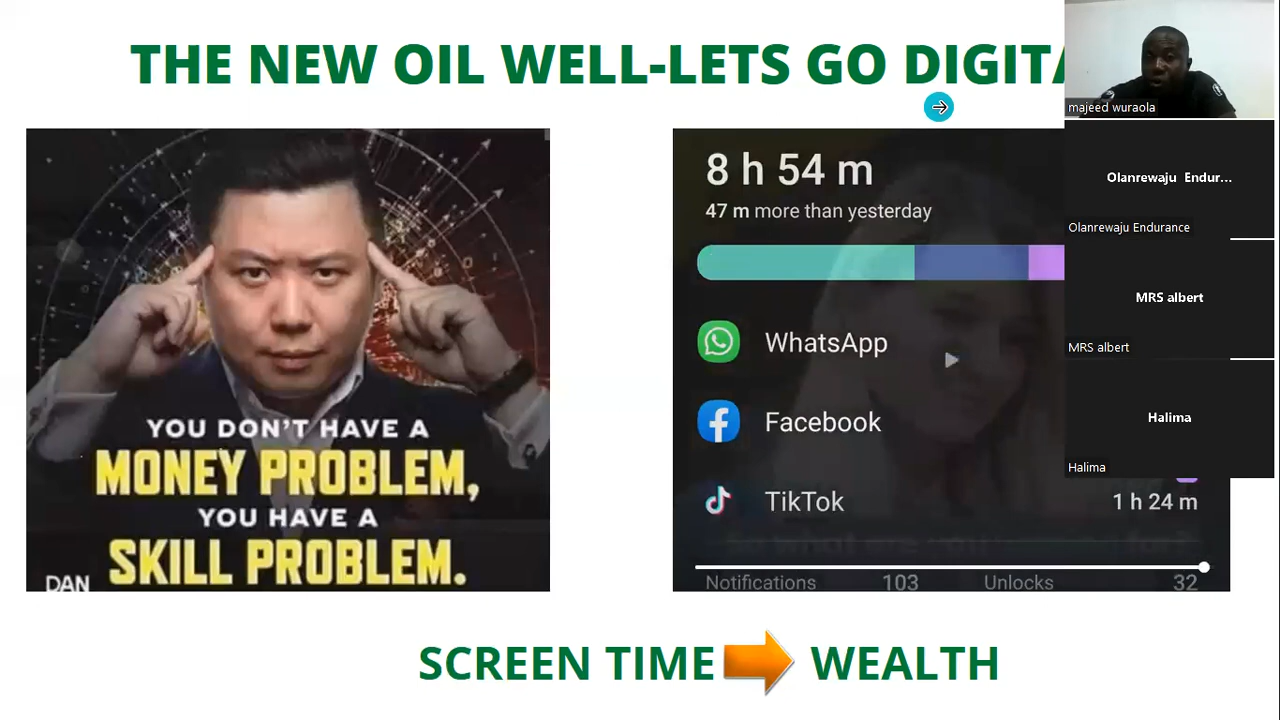 THE NEW OIL WELL-LETS GO DIGITA
majeed wuraola
Olanrewaju Endur...
Olanrewaju Endurance
MRS albert
MRS albert
Halima
Halima
YOU DON'T HAVE A
MONEY PROBLEM,
YOU HAVE A
SKILL PROBLEM.
DAN
8 h 54 m
47 m more than yesterday
WhatsApp
Facebook
TikTok 1 h 24 m
Notifications 103 Unlocks 32
SCREEN TIME WEALTH